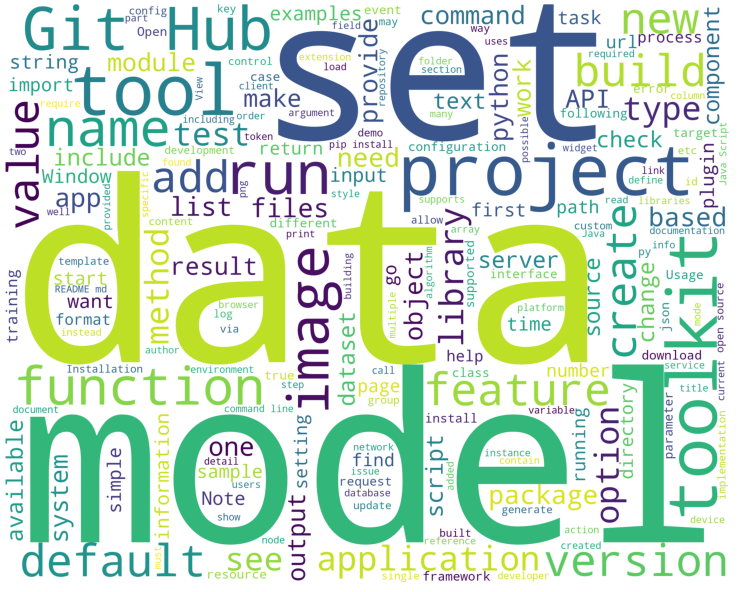 config
part
key
event
way
Open
examples
field
may
command
uses
task
new
Git Hub
set
string
control
extension
load
url
required
process
module
View
case
client
provide
repository
folder
section
build
component
import
tool
make
argument
python
work
API
error
column
require
including
order
text
possible
type
following
name
test
token
demo
pip install
many
configuration
target
Java Script
two
development
return
widget
check
etc
plugin
value
include
found
need
project
link
id
Window
add
run
input
style
supports
define
libraries
app
specific
png
allow
array
first
path
read
custom
well
provided
list
files
different
print
object
library
Java
based
documentation
content
data
method
image
go
algorithm
supported
server
interface
source
create
py
info
template
result
building
change
Usage
mode
kit
training
start
README md
browser
log
multiple
platform
json
want
time
current open source
format
via
dataset
instead
author
true
help
download
service
Installation
environment
step
page
call
class
number
title
function
group
feature
document
command line
install
variable
directory
parameter
implementation
model
one
setting
network
find
script
instance
running
option
tool
available
system
simple
information
detail
sample
users
issue
request
added
contain
package
Note
output
database
update
generate
device
show
built
action
default
must
node
reference
created
see
application
version
resource
single
framework
developer